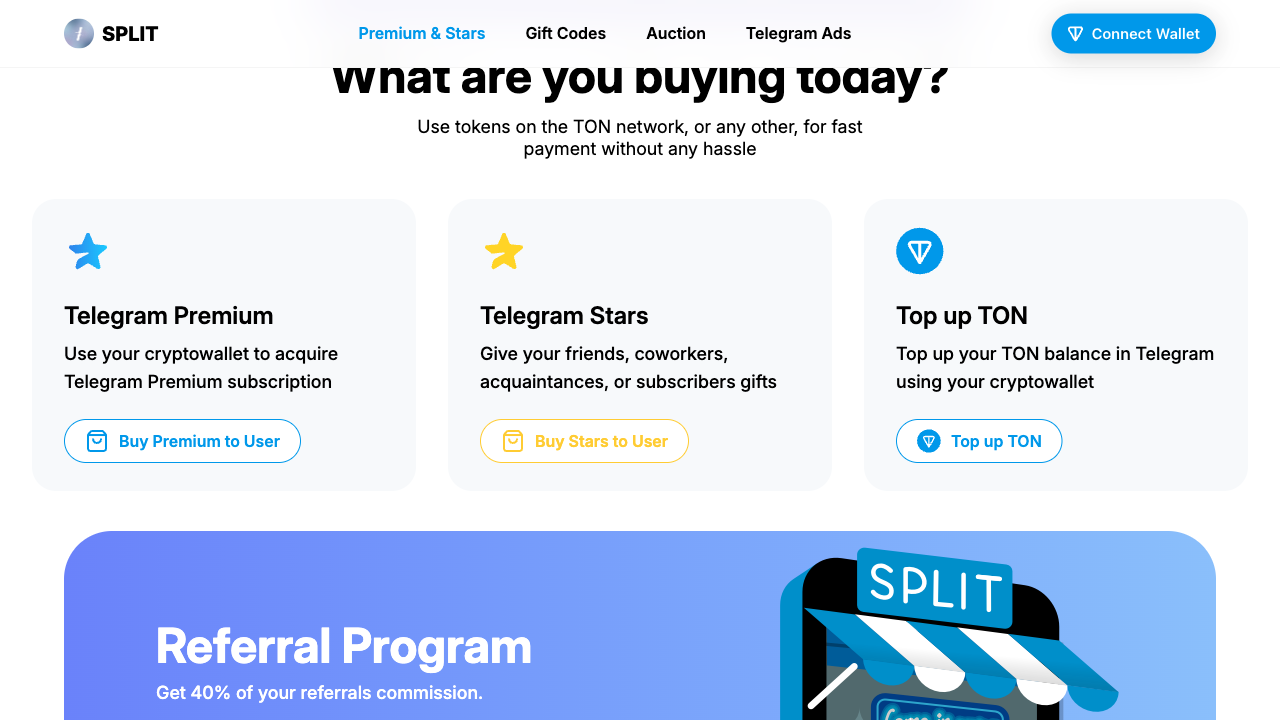 SPLIT
Premium & Stars
Gift Codes
Auction
Telegram Ads
Connect Wallet
What are you buying today?
Use tokens on the TON network, or any other, for fast
payment without any hassle
Telegram Premium
Use your cryptowallet to acquire
Telegram Premium subscription
Buy Premium to User
Telegram Stars
Give your friends, coworkers,
acquaintances, or subscribers gifts
Buy Stars to User
Top up TON
Top up your TON balance in Telegram
using your cryptowallet
Top up TON
Referral Program
Get 40% of your referrals commission.
SPLIT